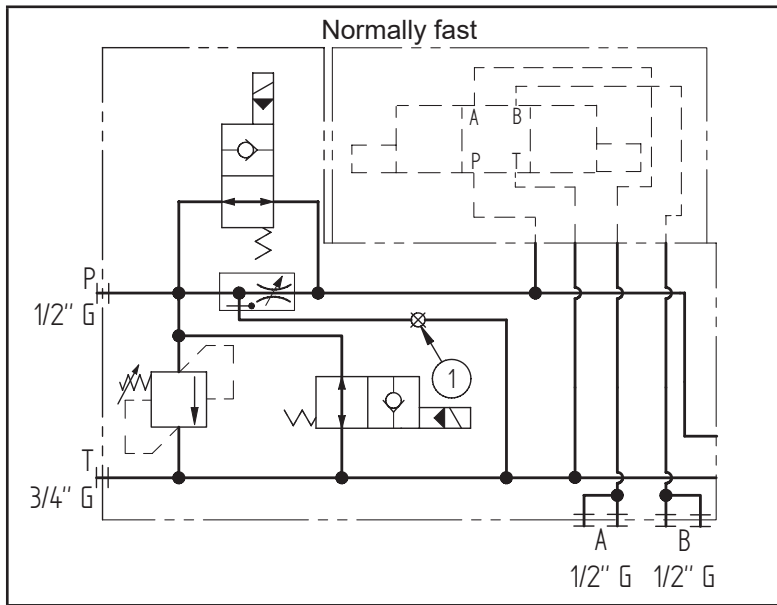 Normally fast
A B
P T
P
1/2" G
1
T
3/4" G
A B
1/2" G 1/2" G